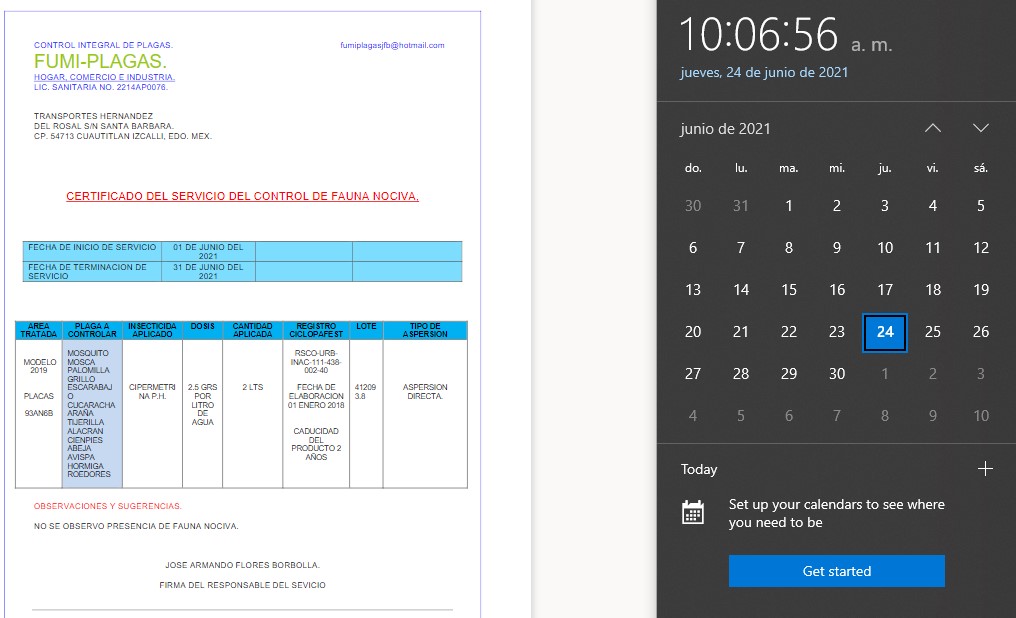 CONTROL INTEGRAL DE PLAGAS.
fumiplagasjfb@hotmail.com
FUMI-PLAGAS.
HOGAR, COMERCIO E INDUSTRIA.
LIC. SANITARIA NO. 2214AP0076.
TRANSPORTES HERNANDEZ
DEL ROSAL S/N SANTA BARBARA.
CP. 54713 CUAUTITLAN IZCALLI, EDO. MEX.
CERTIFICADO DEL SERVICIO DEL CONTROL DE FAUNA NOCIVA.
FECHA DE INICIO DE SERVICIO
01 DE JUNIO DEL
2021
FECHA DE TERMINACION DE
SERVICIO
31 DE JUNIO DEL
2021
AREA
TRATADA
PLAGA A
CONTROLAR
INSECTICIDA
APLICADO
DOSIS
CANTIDAD
APLICADA
REGISTRO
CICLOPAFEST
LOTE
TIPO DE
ASPERSION
MODELO
2019
PLACAS
93AN6B
MOSQUITO
MOSCA
PALOMILLA
GRILLO
ESCARABAJ
O
CUCARACHA
ARAÑA
TIJERILLA
ALACRAN
CIENPIES
ABEJA
AVISPA
HORMIGA
ROEDORES
CIPERMETRI
NA P.H.
2.5 GRS
POR
LITRO
DE
AGUA
2 LTS
RSCO-URB-
INAC-111-438-
002-40
FECHA DE
ELABORACION
01 ENERO 2018
CADUCIDAD
DEL
PRODUCTO 2
AÑOS
41209
3.8
ASPERSION
DIRECTA.
OBSERVACIONES Y SUGERENCIAS.
NO SE OBSERVO PRESENCIA DE FAUNA NOCIVA.
JOSE ARMANDO FLORES BORBOLLA.
FIRMA DEL RESPONSABLE DEL SEVICIO
10:06:56 a. m.
jueves, 24 de junio de 2021
junio de 2021
do. lu. ma. mi. ju. vi. sá.
30 31 1 2 3 4 5
6 7 8 9 10 11 12
13 14 15 16 17 18 19
20 21 22 23 24 25 26
27 28 29 30 1 2 3
4 5 6 7 8 9 10
Today
Set up your calendars to see where
you need to be
Get started